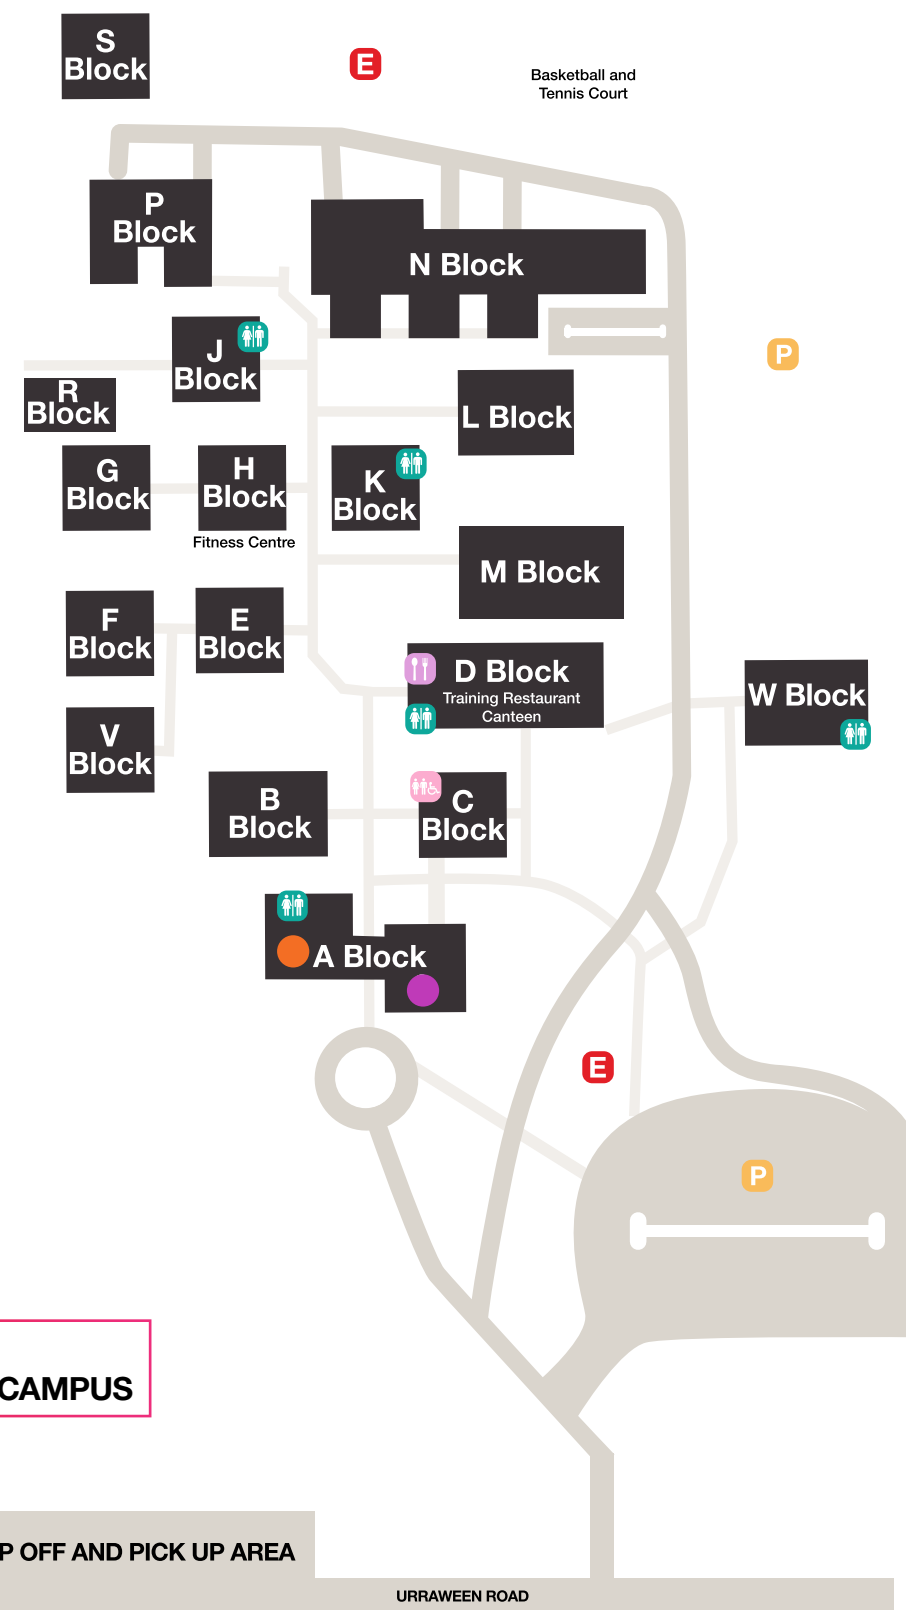 S
Block
E
Basketball and
Tennis Court
P
Block
N Block
J
Block
P
R
Block
L Block
G
Block
H
Block
Fitness Centre
K
Block
M Block
F
Block
E
Block
D Block
Training Restaurant
Canteen
W Block
V
Block
B
Block
C
Block
A Block
E
P
CAMPUS
P OFF AND PICK UP AREA
URRAWEEN ROAD